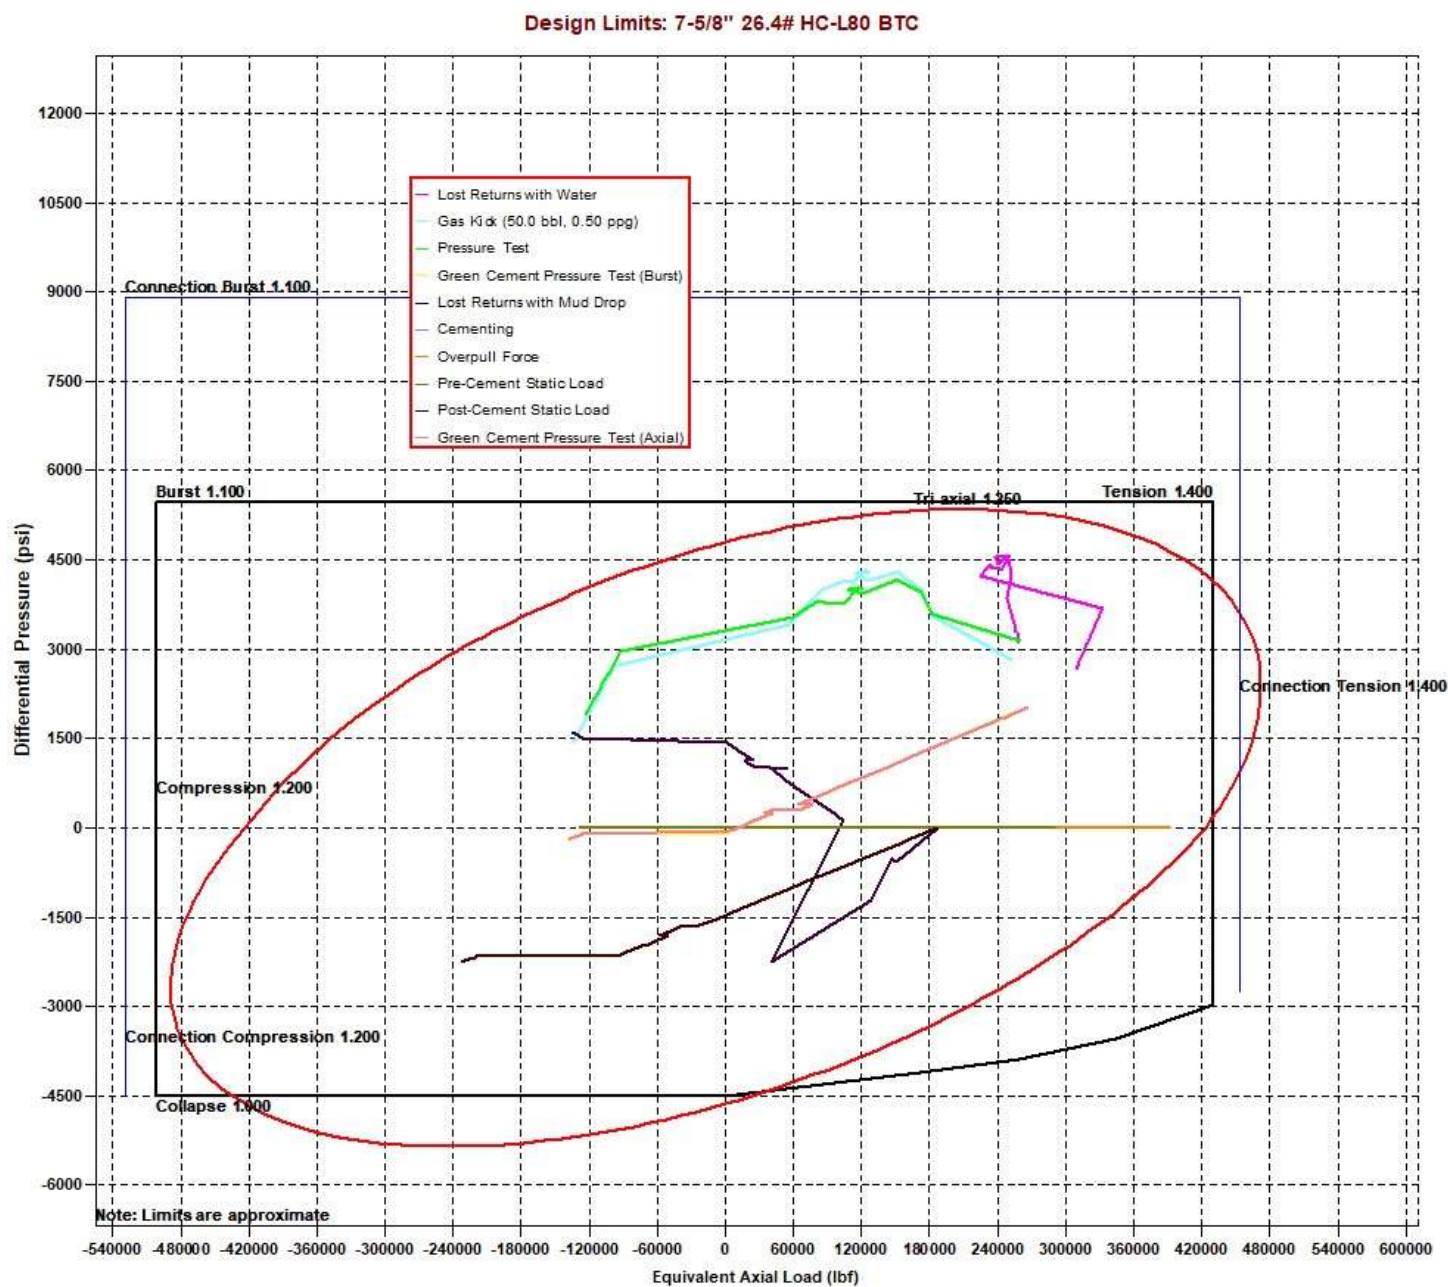 Design Limits: 7-5/8" 26.4# HC-L80 BTC
12000
10500
9000
7500
6000
4500
3000
1500
0
-1500
-3000
-4500
-6000
Differential Pressure (psi)
Lost Returns with Water
Gas Kick (50.0 bbl, 0.50 ppg)
Pressure Test
Green Cement Pressure Test (Burst)
Lost Returns with Mud Drop
Cementing
Overpull Force
Pre-Cement Static Load
Post-Cement Static Load
Green Cement Pressure Test (Axial)
Connection Burst 1.100
Burst 1.100
Tri axial 1.250
Tension 1.400
Connection Tension 1.400
Compression 1.200
Connection Compression 1.200
Collapse 1.000
Note: Limits are approximate
-540000 -480000 -420000 -360000 -300000 -240000 -180000 -120000 -60000 0 60000 120000 180000 240000 300000 360000 420000 480000 540000 600000
Equivalent Axial Load (lbf)